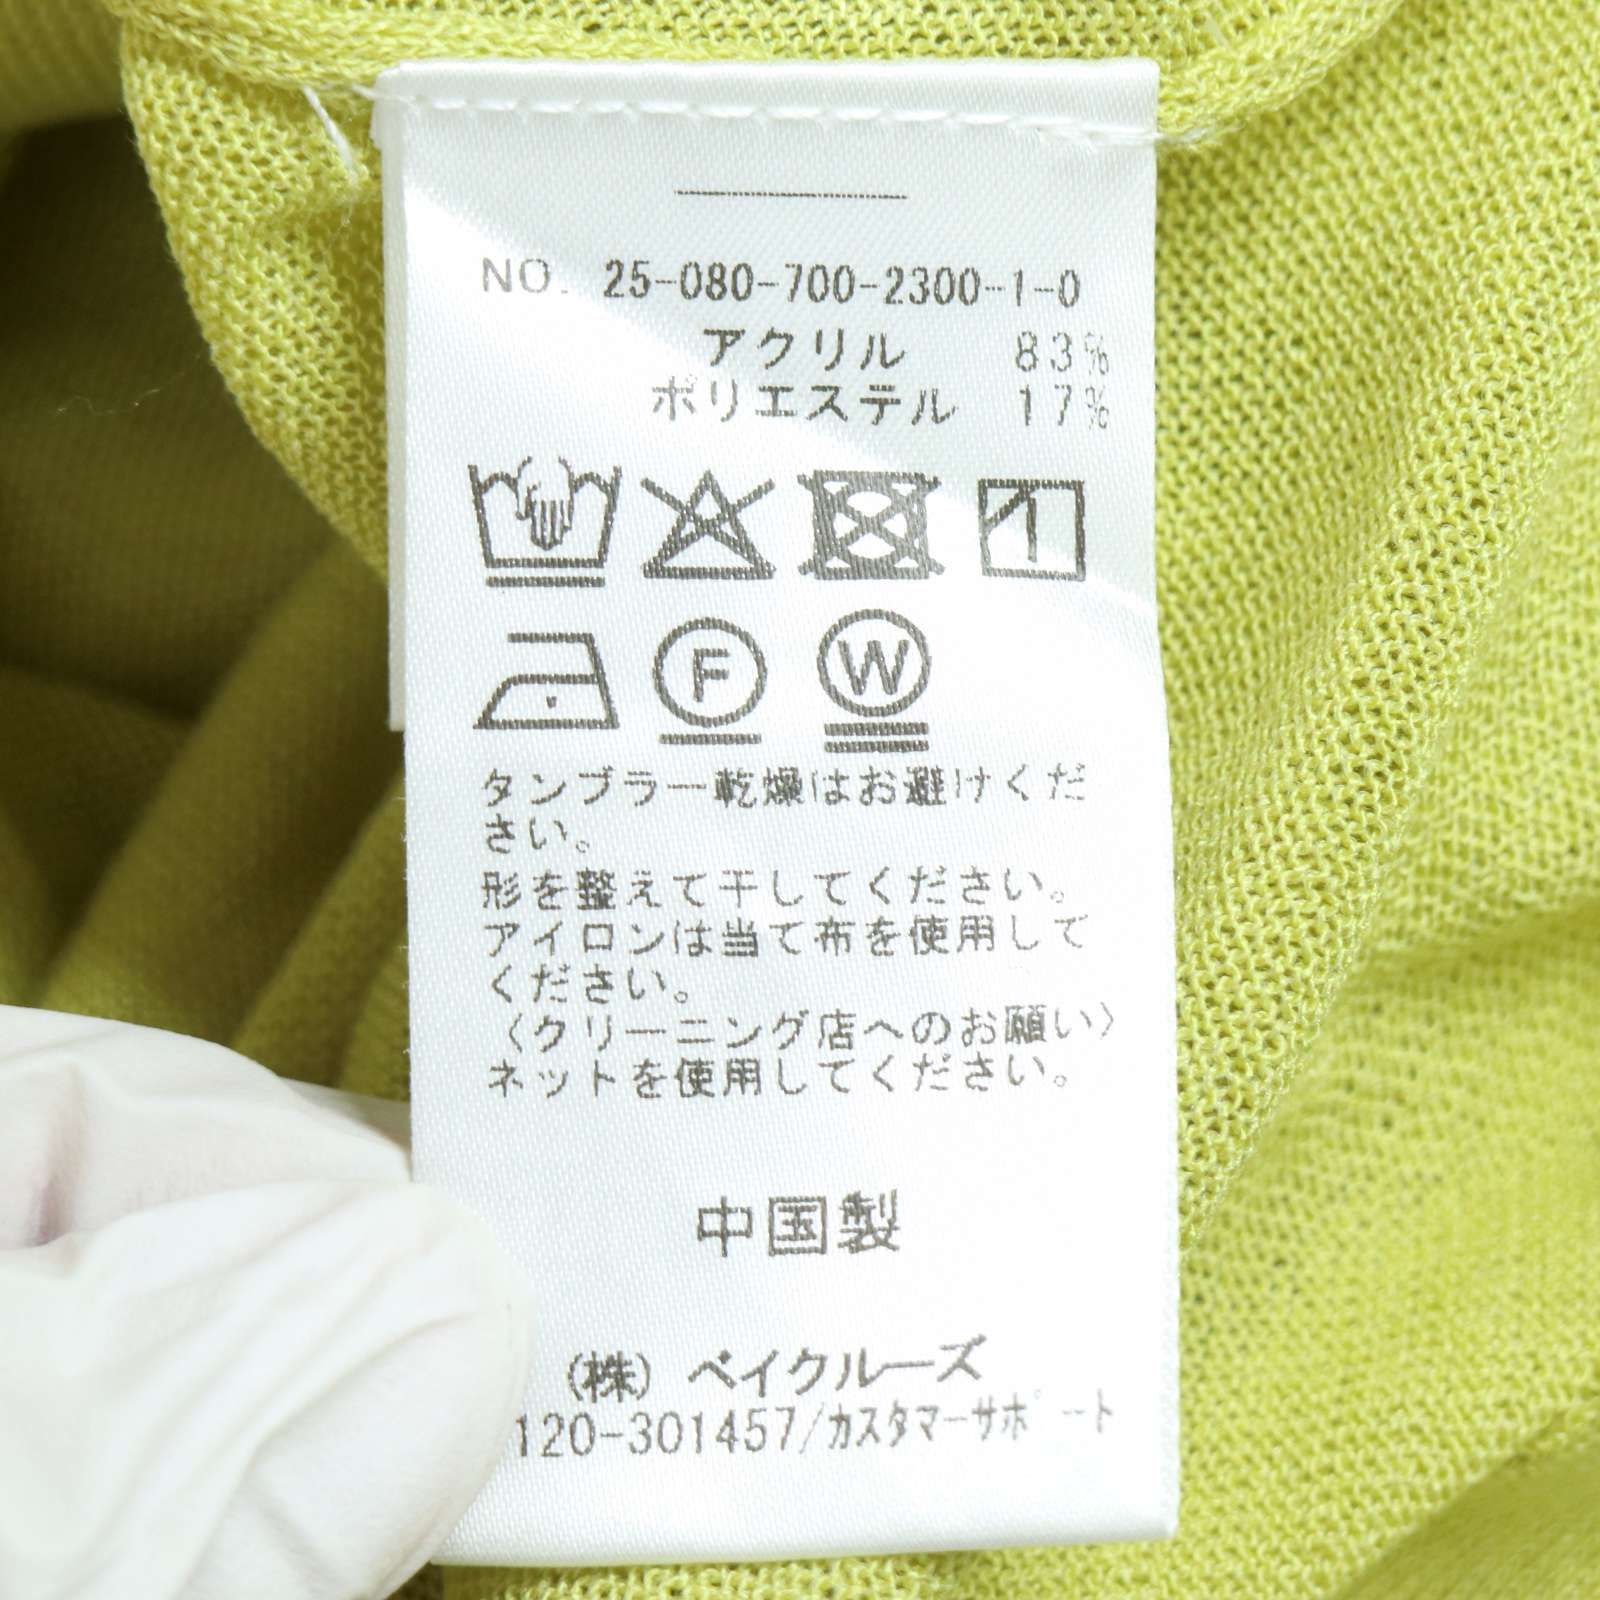 NO. 25-080-700-2300-1-0
アクリル 83%
ポリエステル 17%
F W
タンブラー乾燥はお避けくだ
さい。
形を整えて干してください。
アイロンは当て布を使用して
ください。
〈クリーニング店へのお願い〉
ネットを使用してください。
中国製
(株) ベイクルーズ
120-301457/カスタマーサポート